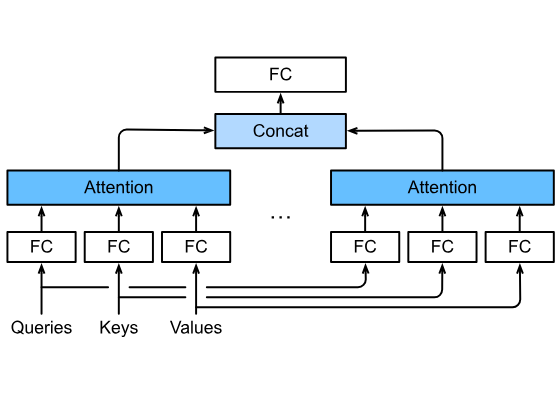 FC
Concat
Attention
Attention
...
FC FC FC FC FC FC
Queries Keys Values